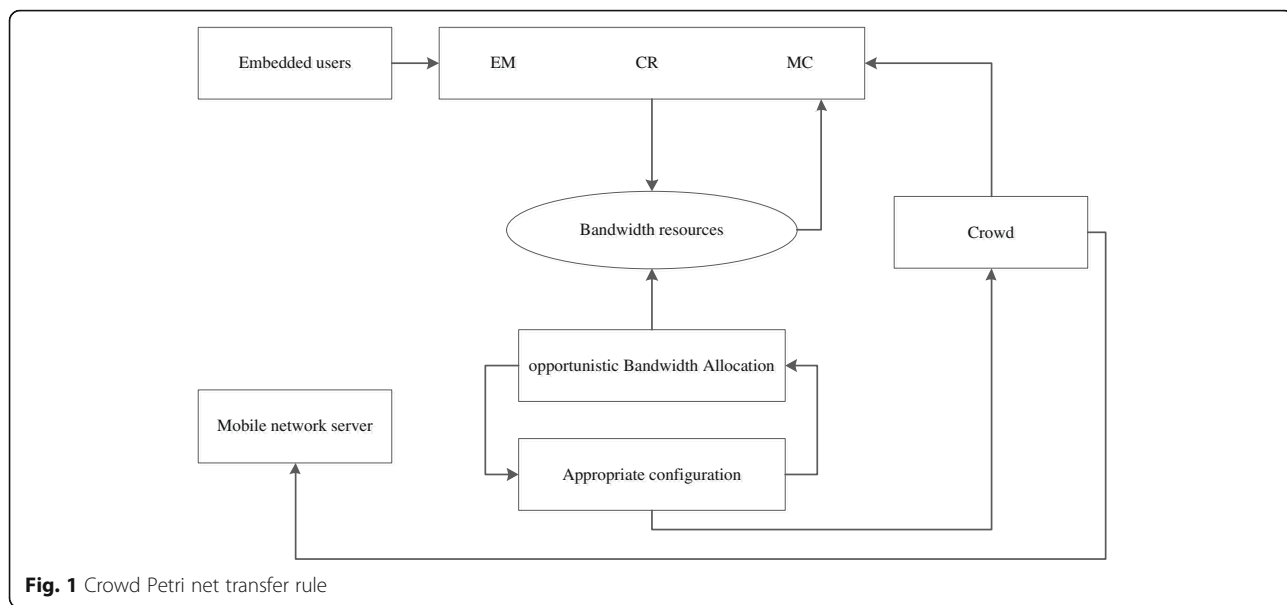 Embedded users
EM CR MC
Bandwidth resources
Crowd
opportunistic Bandwidth Allocation
Mobile network server
Appropriate configuration
Fig. 1 Crowd Petri net transfer rule